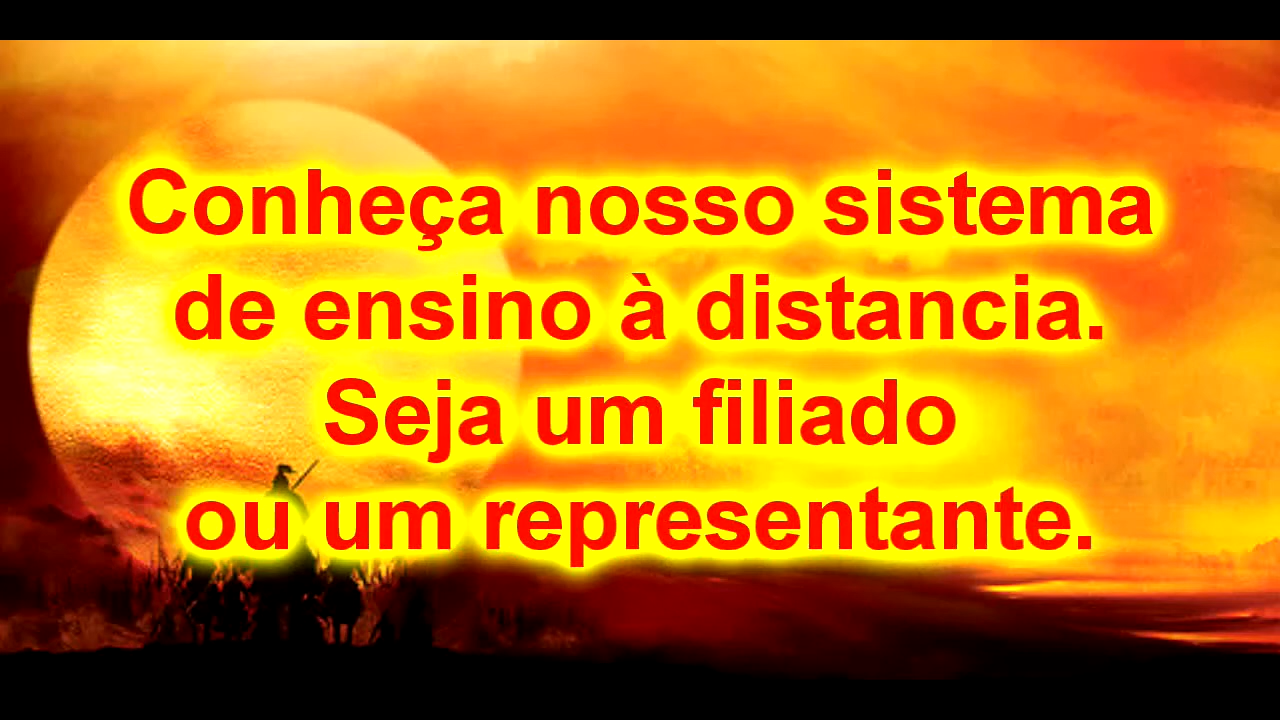 Conheça nosso sistema
de ensino à distancia.
Seja um filiado
ou um representante.